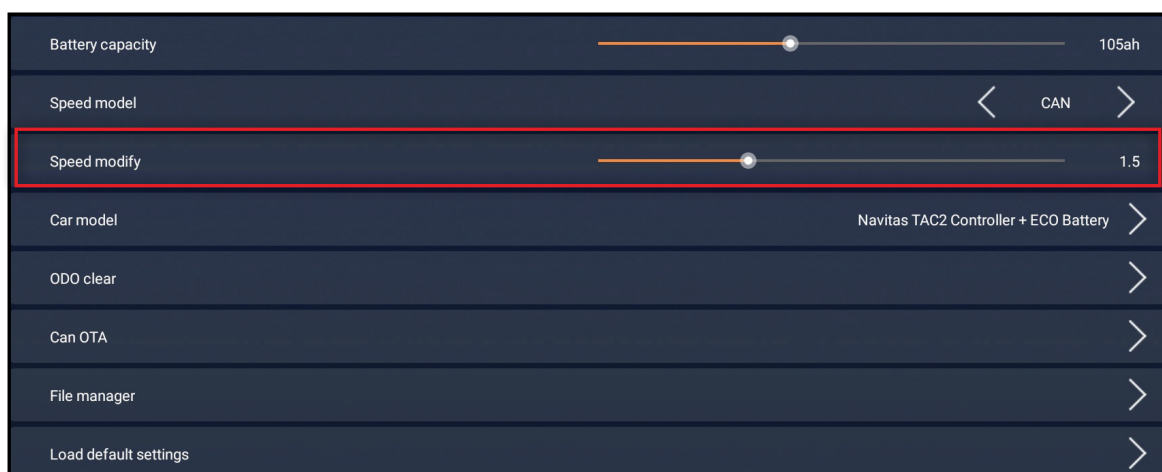 Battery capacity 105ah
Speed model CAN
Speed modify 1.5
Car model Navitas TAC2 Controller + ECO Battery
ODO clear
Can OTA
File manager
Load default settings